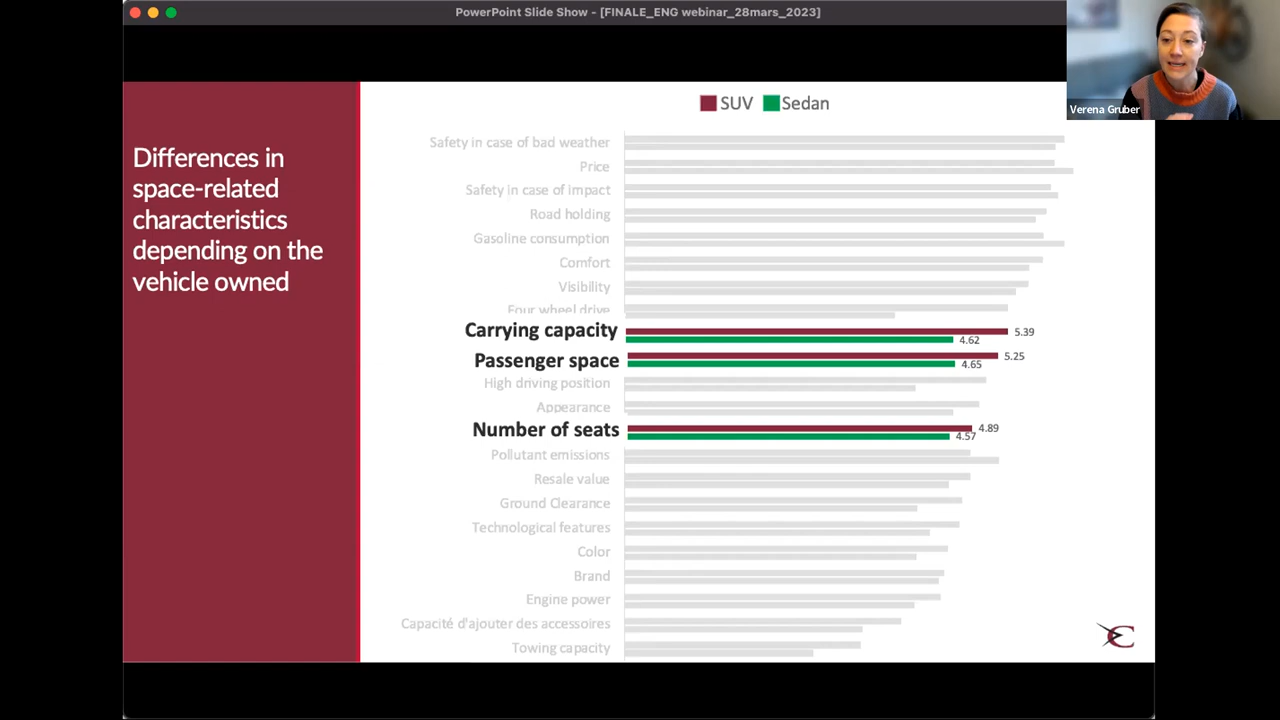 PowerPoint Slide Show - [FINALE_ENG webinar_28mars_2023]
Verena Gruber
Differences in
space-related
characteristics
depending on the
vehicle owned
SUV Sedan
Safety in case of bad weather
Price
Safety in case of impact
Road holding
Gasoline consumption
Comfort
Visibility
Four wheel drive
Carrying capacity 5.39
4.62
Passenger space 5.25
4.65
High driving position
Appearance
Number of seats 4.89
4.57
Pollutant emissions
Resale value
Ground Clearance
Technological features
Color
Brand
Engine power
Capacité d'ajouter des accessoires
Towing capacity